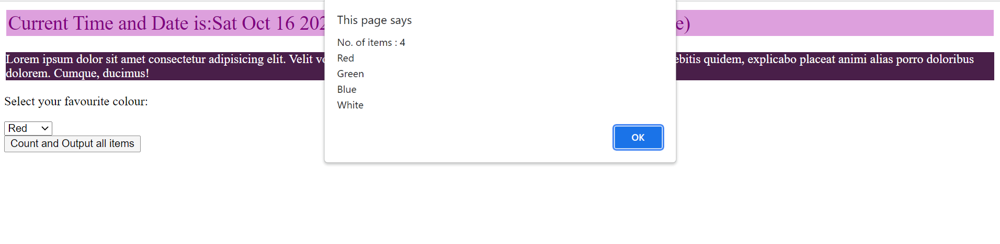 Current Time and Date is:Sat Oct 16 202
e)
Lorem ipsum dolor sit amet consectetur adipisicing elit. Velit vo
ebitis quidem, explicabo placeat animi alias porro doloribus
dolorem. Cumque, ducimus!
Select your favourite colour:
Red
Count and Output all items
This page says
No. of items : 4
Red
Green
Blue
White
OK